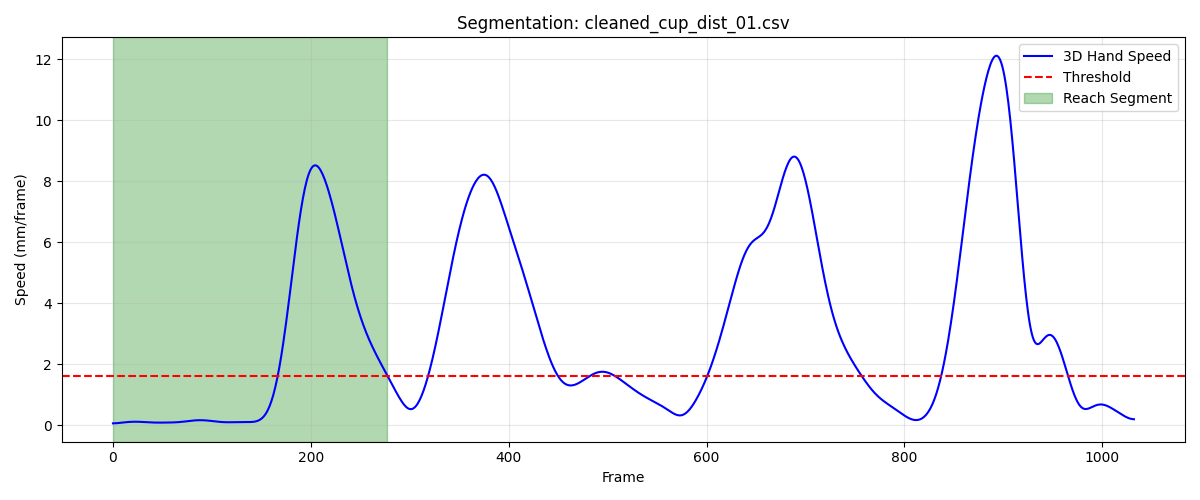 Segmentation: cleaned_cup_dist_01.csv
3D Hand Speed
Threshold
Reach Segment
Speed (mm/frame)
12
10
8
6
4
2
0
0 200 400 600 800 1000
Frame